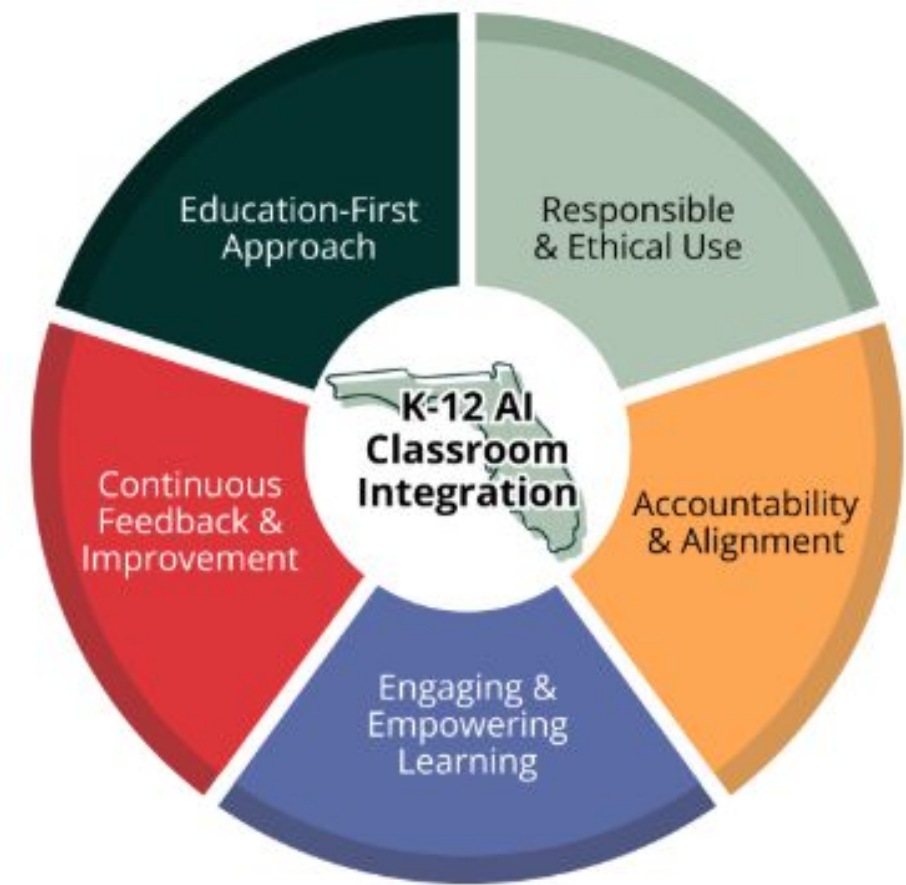 Education-First
Approach
Responsible
& Ethical Use
K-12 AI
Classroom
Integration
Continuous
Feedback &
Improvement
Accountability
& Alignment
Engaging &
Empowering
Learning